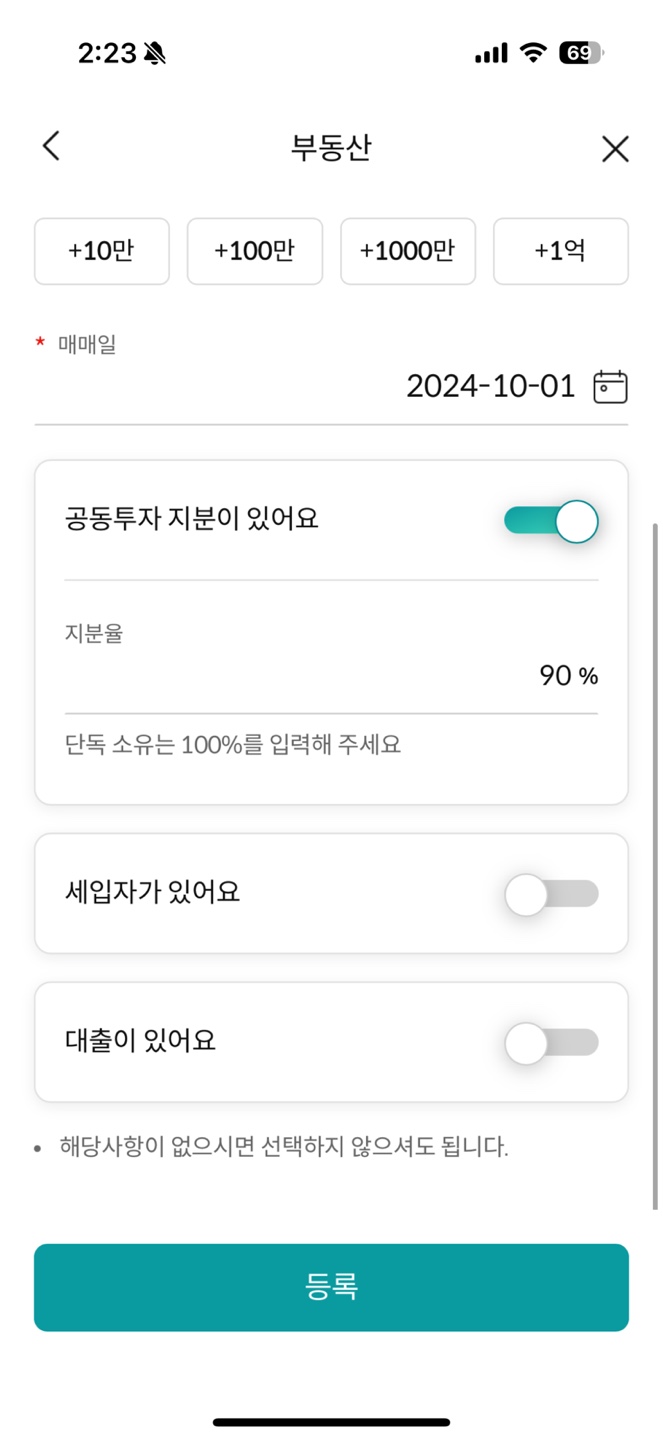 2:23
69
부동산
+10만 +100만 +1000만 +1억
* 매매일
2024-10-01
공동투자 지분이 있어요
지분율
90 %
단독 소유는 100%를 입력해 주세요
세입자가 있어요
대출이 있어요
• 해당사항이 없으시면 선택하지 않으셔도 됩니다.
등록